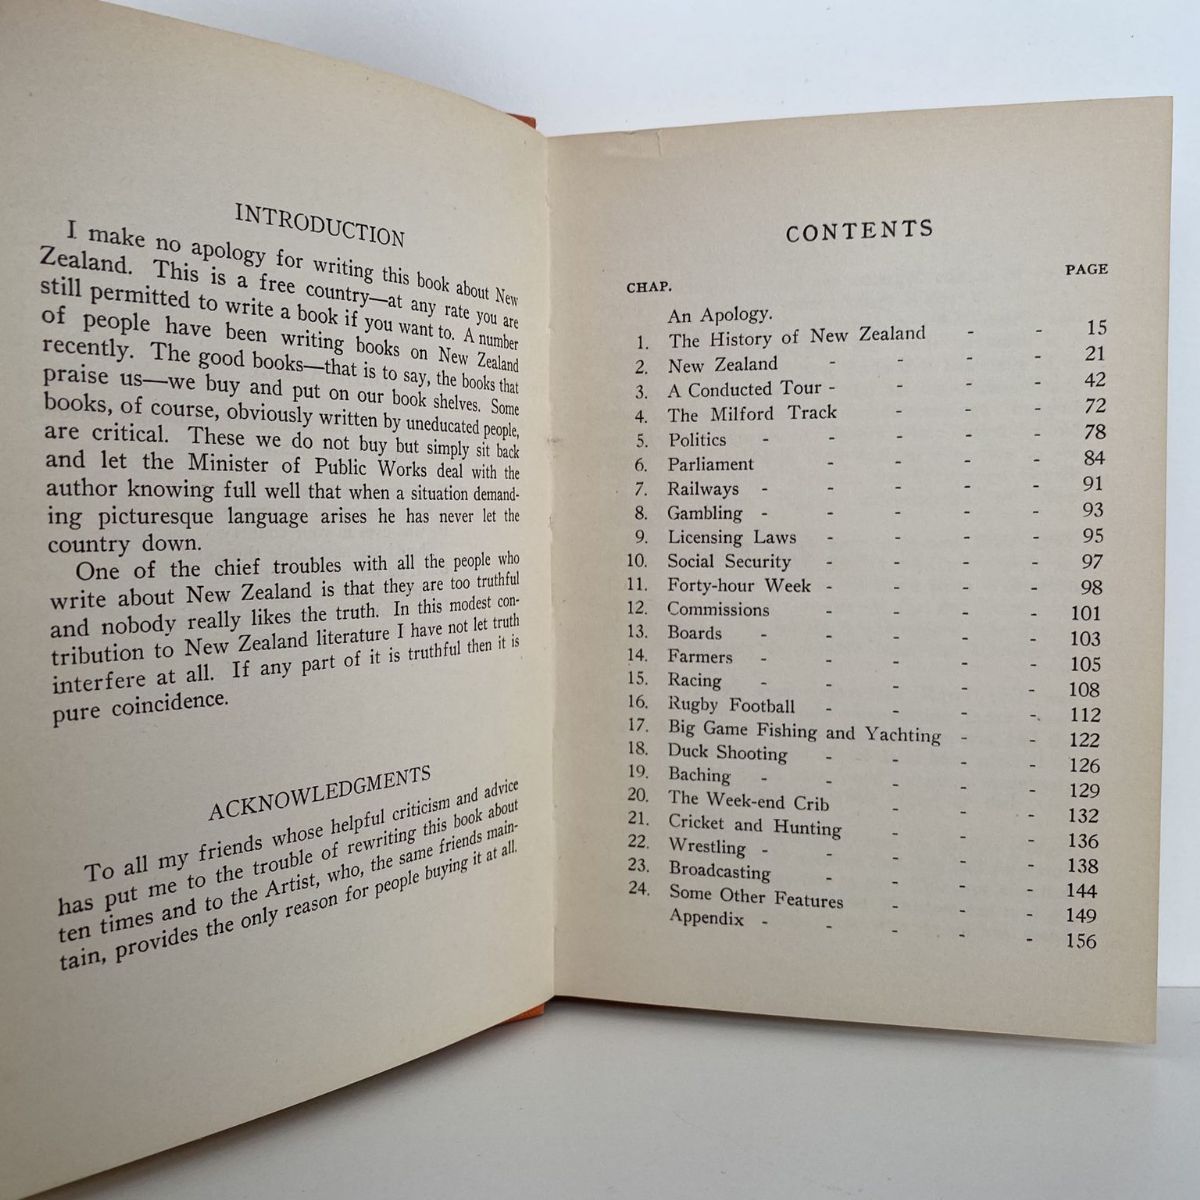 INTRODUCTION
I make no apology for writing this book about New
Zealand. This is a free country—at any rate you are
still permitted to write a book if you want to. A number
of people have been writing books on New Zealand
recently. The good books—that is to say, the books that
praise us—we buy and put on our book shelves. Some
books, of course, obviously written by uneducated people,
are critical. These we do not buy but simply sit back
and let the Minister of Public Works deal with the
author knowing full well that when a situation demand-
ing picturesque language arises he has never let the
country down.
One of the chief troubles with all the people who
write about New Zealand is that they are too truthful
and nobody really likes the truth. In this modest con-
tribution to New Zealand literature I have not let truth
interfere at all. If any part of it is truthful then it is
pure coincidence.
ACKNOWLEDGMENTS
To all my friends whose helpful criticism and advice
has put me to the trouble of rewriting this book about
ten times and to the Artist, who, the same friends main-
tain, provides the only reason for people buying it at all.
CONTENTS
CHAP. PAGE
An Apology.
1. The History of New Zealand - - 15
2. New Zealand - - - - 21
3. A Conducted Tour - - - - 42
4. The Milford Track - - - 72
5. Politics - - - - - 78
6. Parliament - - - - 84
7. Railways - - - - - 91
8. Gambling - - - - - 93
9. Licensing Laws - - - - 95
10. Social Security - - - - 97
11. Forty-hour Week - - - - 98
12. Commissions - - - - 101
13. Boards - - - - - 103
14. Farmers - - - - - 105
15. Racing - - - - - 108
16. Rugby Football - - - - 112
17. Big Game Fishing and Yachting - - 122
18. Duck Shooting - - - - 126
19. Baching - - - - - 129
20. The Week-end Crib - - - 132
21. Cricket and Hunting - - - 136
22. Wrestling - - - - - 138
23. Broadcasting - - - - 144
24. Some Other Features - - - 149
Appendix - - - - - 156